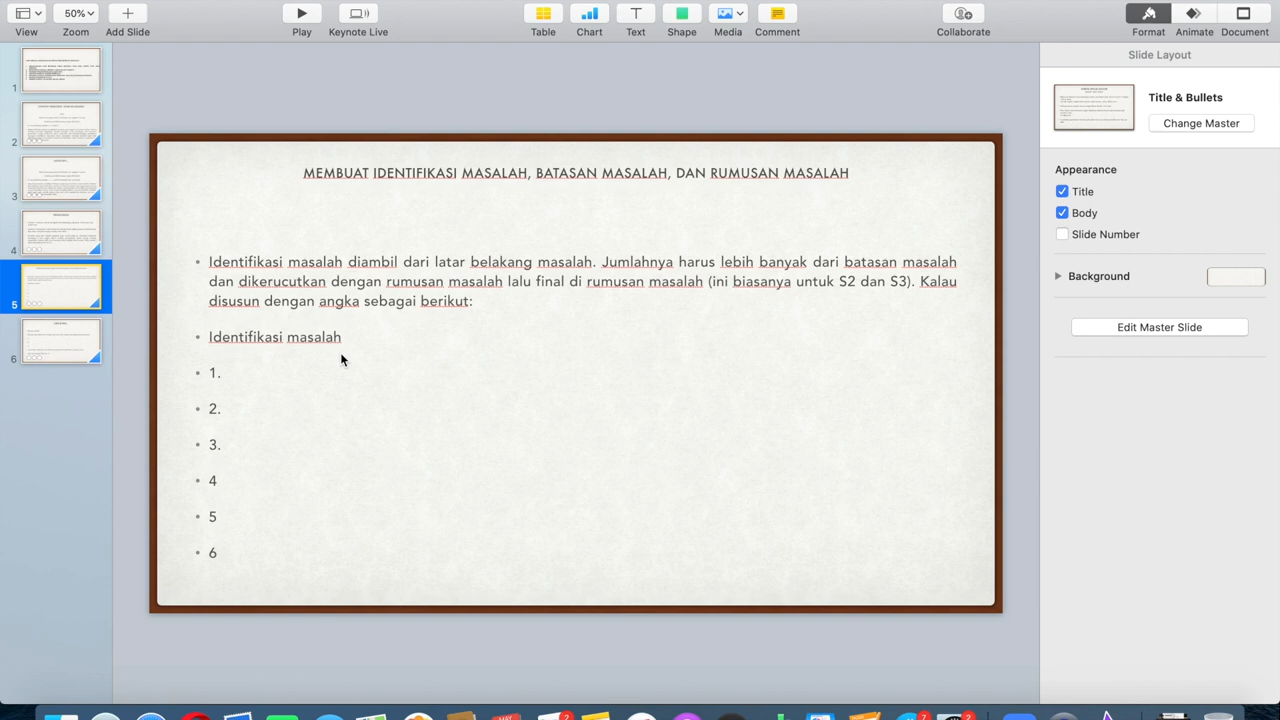 50%
View
Zoom
Add Slide
Play
Keynote Live
Table
Chart
Text
Shape
Media
Comment
Collaborate
Format
Animate
Document
Slide Layout
Title & Bullets
Change Master
Appearance
Title
Body
Slide Number
Background
Edit Master Slide
1
2
3
4
5
6
MEMBUAT IDENTIFIKASI MASALAH, BATASAN MASALAH, DAN RUMUSAN MASALAH
• Identifikasi masalah diambil dari latar belakang masalah. Jumlahnya harus lebih banyak dari batasan masalah
dan dikerucutkan dengan rumusan masalah lalu final di rumusan masalah (ini biasanya untuk S2 dan S3). Kalau
disusun dengan angka sebagai berikut:
• Identifikasi masalah
• 1.
• 2.
• 3.
• 4
• 5
• 6